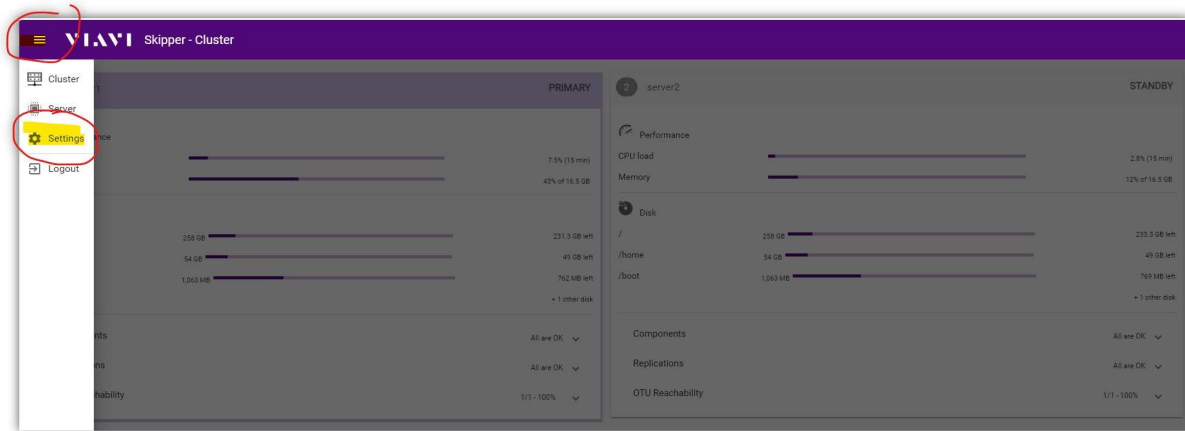 VIAVI Skipper - Cluster
Cluster
Server
Settings
Logout
1 PRIMARY
ance
7.5% (15 min)
43% of 16.5 GB
258 GB 231.3 GB left
54 GB 49 GB left
1,063 MB 762 MB left
+ 1 other disk
nts All are OK
ons All are OK
hability 1/1 - 100%
2 server2 STANDBY
Performance
CPU load 2.8% (15 min)
Memory 12% of 16.5 GB
Disk
/ 258 GB 233.3 GB left
/home 54 GB 49 GB left
/boot 1,063 MB 769 MB left
+ 1 other disk
Components All are OK
Replications All are OK
OTU Reachability 1/1 - 100%